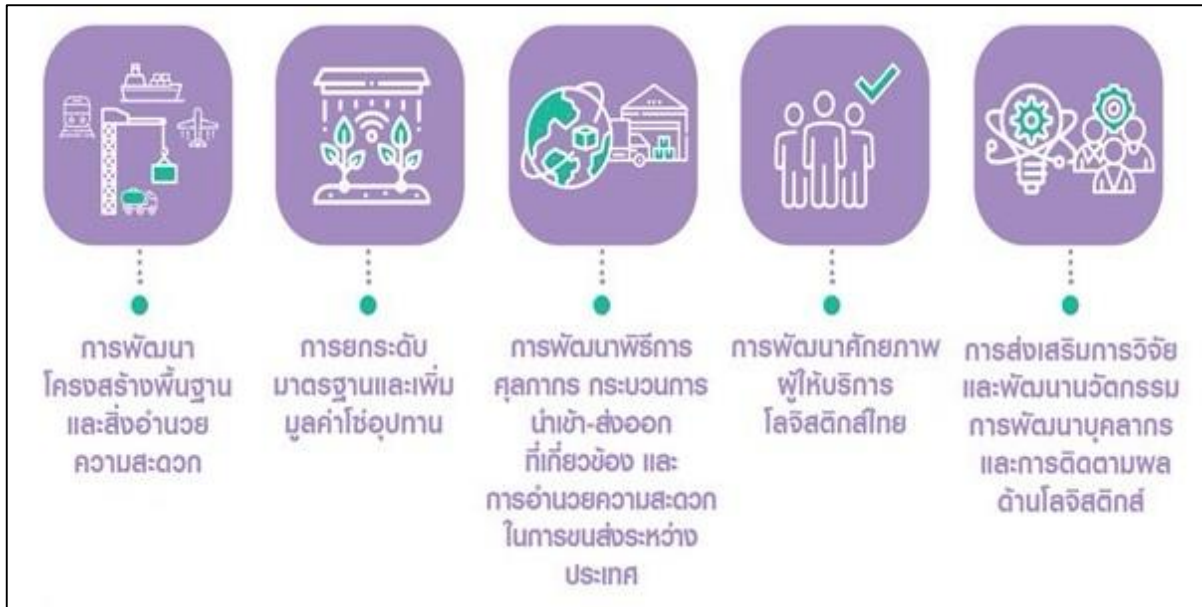 การพัฒนา
โครงสร้างพื้นฐาน
และสิ่งอำนวย
ความสะดวก
การยกระดับ
มาตรฐานและเพิ่ม
มูลค่าโซ่อุปทาน
การพัฒนาพิธีการ
ศุลกากร กระบวนการ
นำเข้า-ส่งออก
ที่เกี่ยวข้อง และ
การอำนวยความสะดวก
ในการขนส่งระหว่าง
ประเทศ
การพัฒนาศักยภาพ
ผู้ให้บริการ
โลจิสติกส์ไทย
การส่งเสริมการวิจัย
และพัฒนานวัตกรรม
การพัฒนาบุคลากร
และการติดตามผล
ด้านโลจิสติกส์